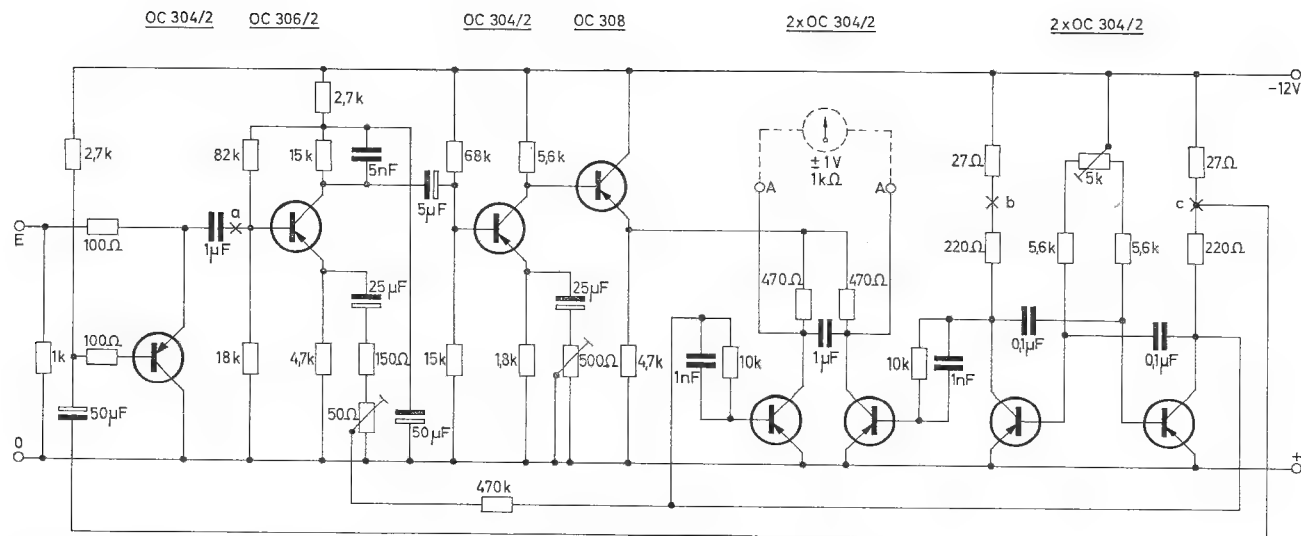 OC 304/2 OC 306/2 OC 304/2 OC 308 2xOC 304/2 2xOC 304/2
-12V
2,7k
2,7k
82k
15k
5nF
68k
5,6k
± 1V
1kΩ
A
A
27Ω
5k
27Ω
b
c
E
100Ω
1µF
a
5µF
220Ω
5,6k
5,6k
220Ω
25µF
25µF
470Ω
470Ω
1k
100Ω
18k
4,7k
150Ω
15k
1,8k
500Ω
4,7k
1nF
10k
1µF
10k
1nF
0,1µF
0,1µF
50µF
50Ω
50µF
0
+
470k